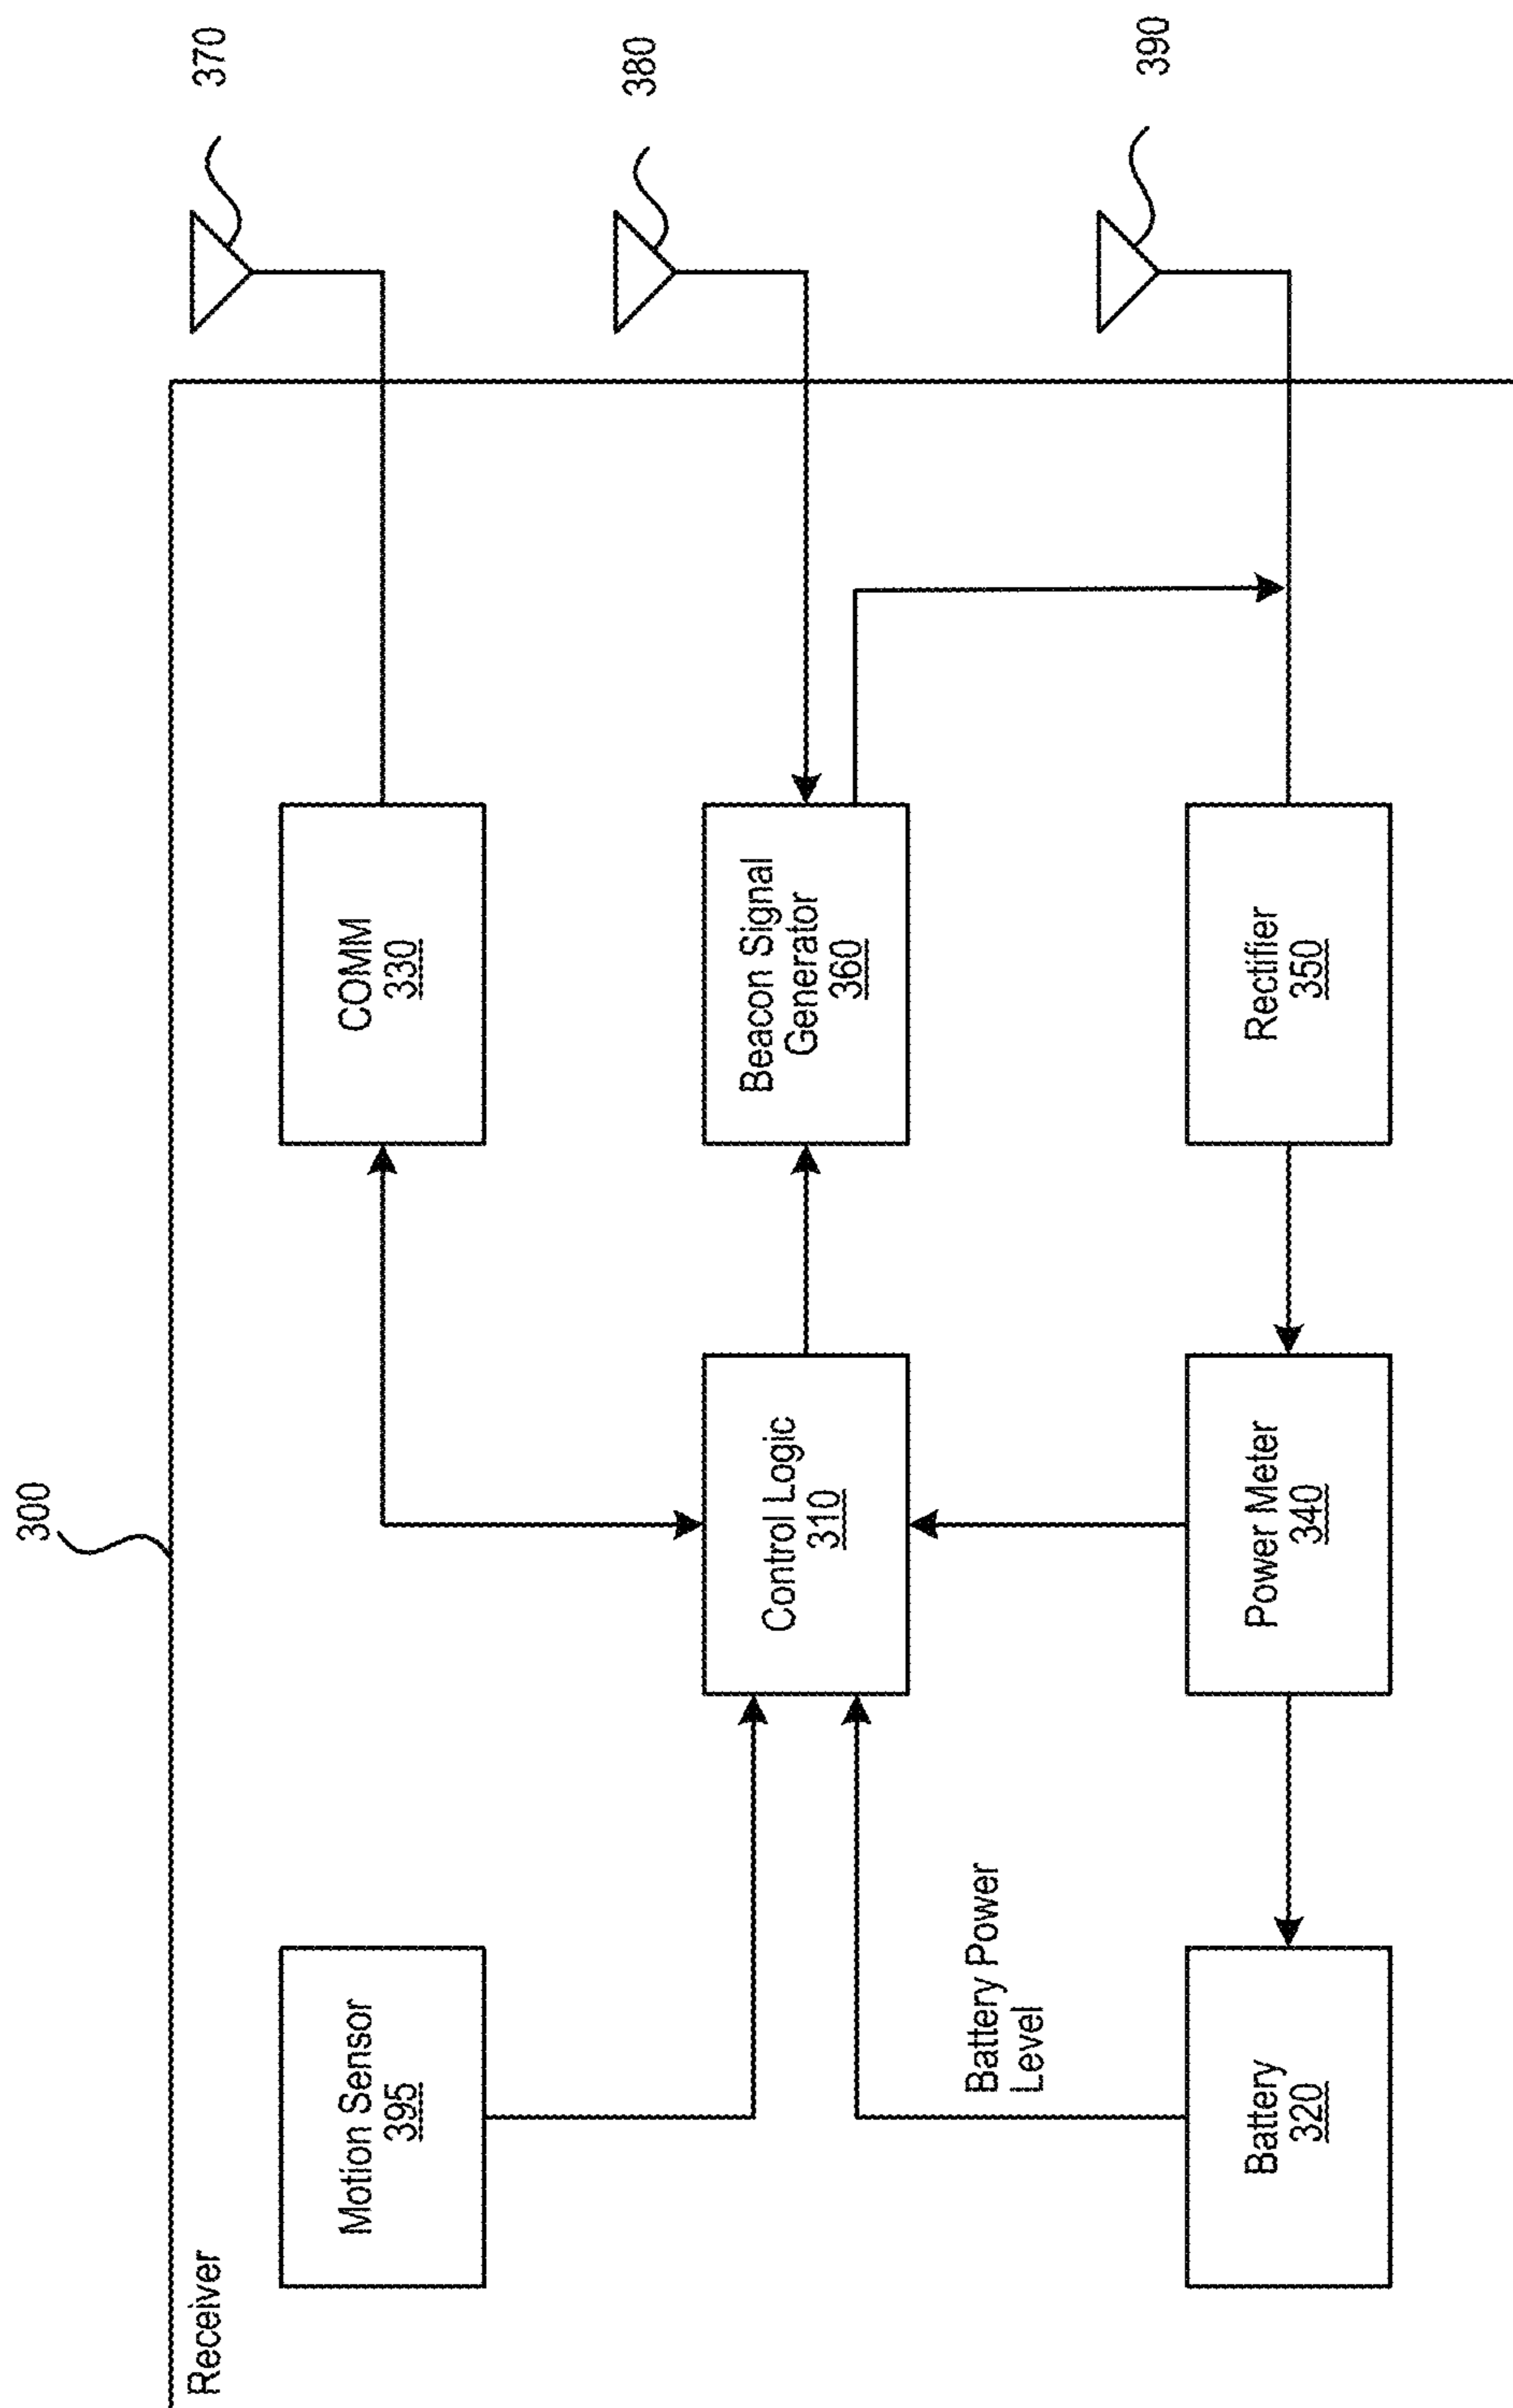 300
Receiver
Motion Sensor
395
COMM
330
370
Control Logic
310
Beacon Signal
Generator
360
380
Battery Power
Level
Battery
320
Power Meter
340
Rectifier
350
390